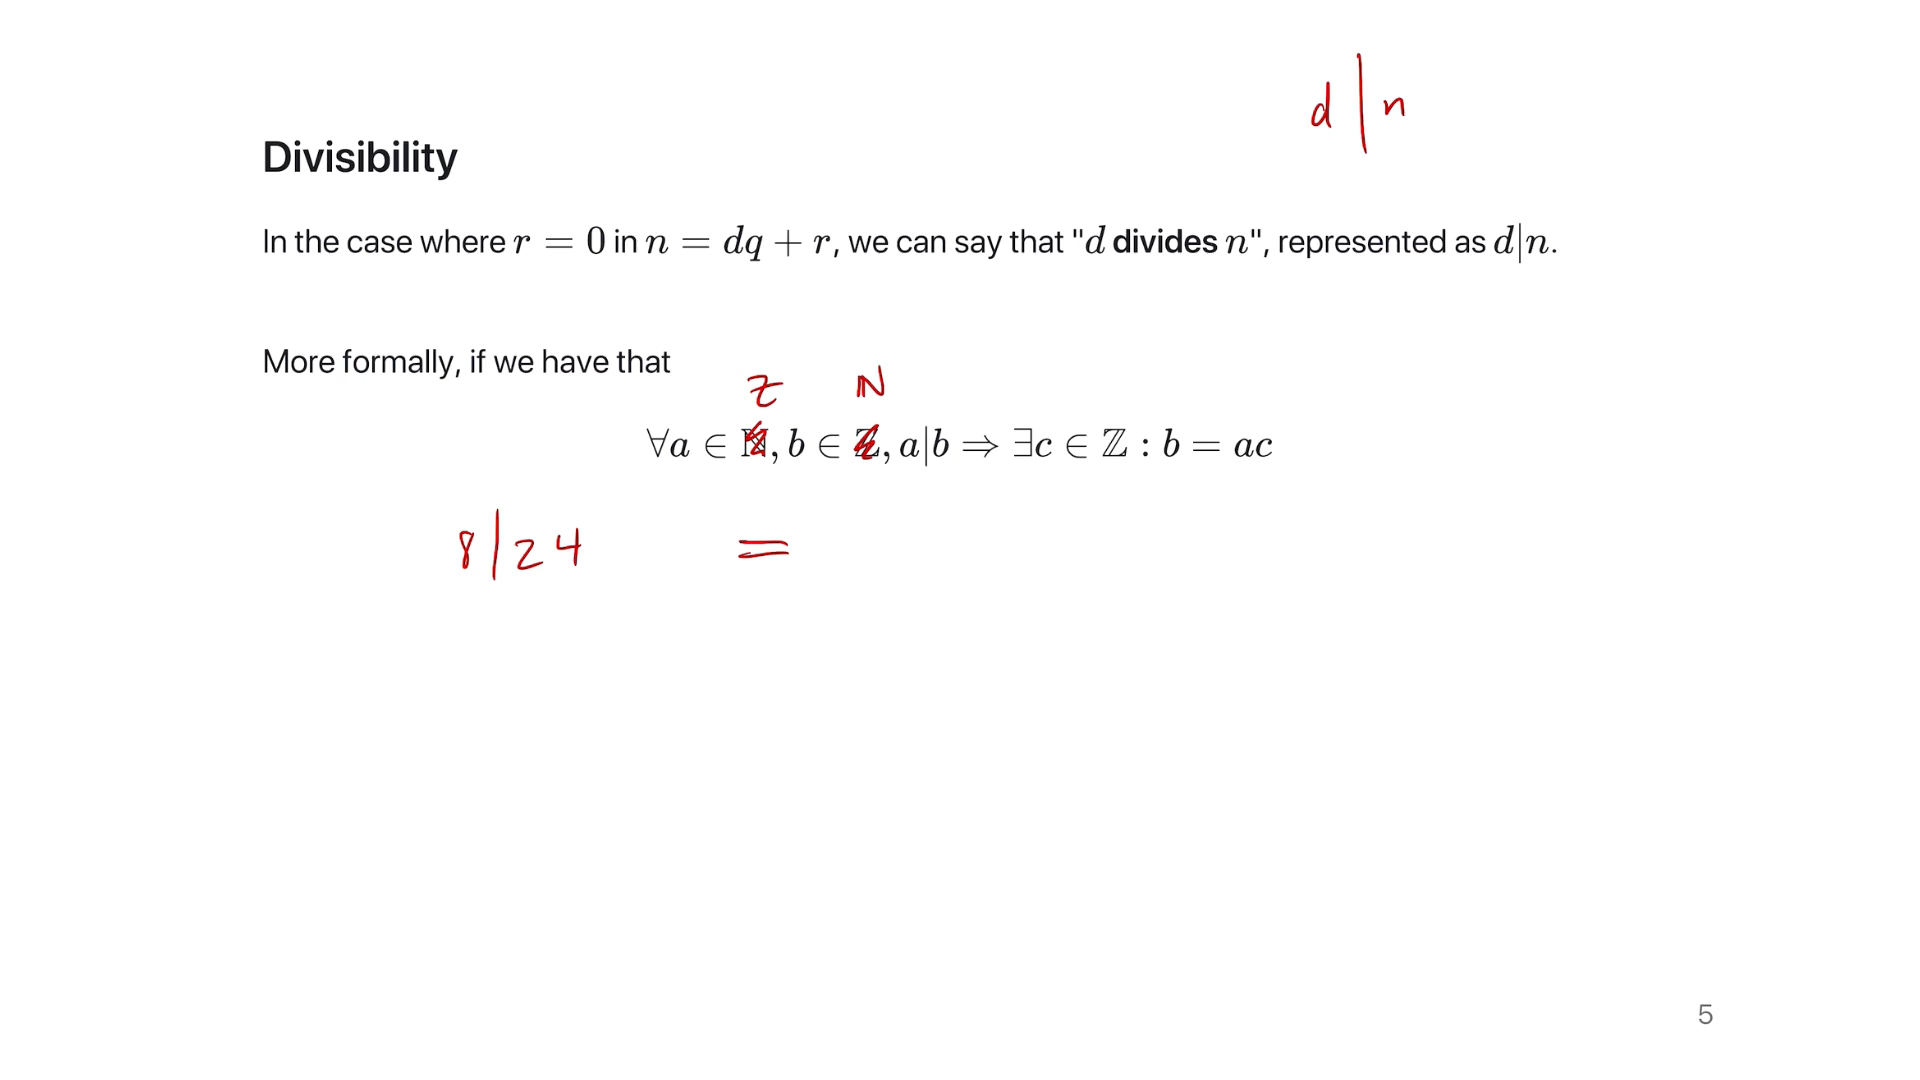 d | n
Divisibility
In the case where r = 0 in n = dq + r, we can say that "d divides n", represented as d|n.
More formally, if we have that
Z N
∀a ∈ ℕ, b ∈ ℤ, a|b ⇒ ∃c ∈ ℤ : b = ac
8|24 =
5